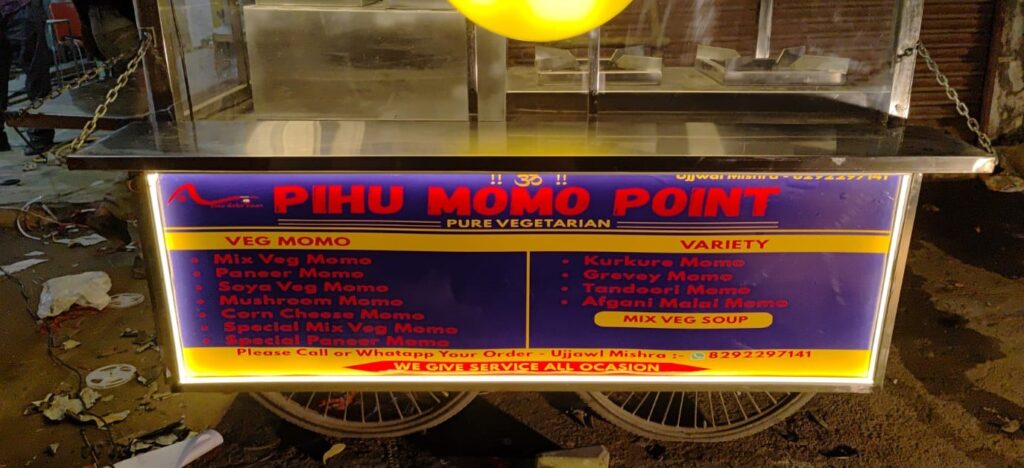 !! ॐ !!
Ujjwal Mishra - 8292297141
PIHU MOMO POINT
PURE VEGETARIAN
VEG MOMO
• Mix Veg Momo
• Paneer Momo
• Soya Veg Momo
• Mushroom Momo
• Corn Cheese Momo
• Special Mix Veg Momo
• Special Paneer Momo
VARIETY
• Kurkure Momo
• Grevey Momo
• Tandoori Momo
• Afgani Malai Momo
MIX VEG SOUP
Please Call or Whatapp Your Order - Ujjawl Mishra :- 8292297141
WE GIVE SERVICE ALL OCASION